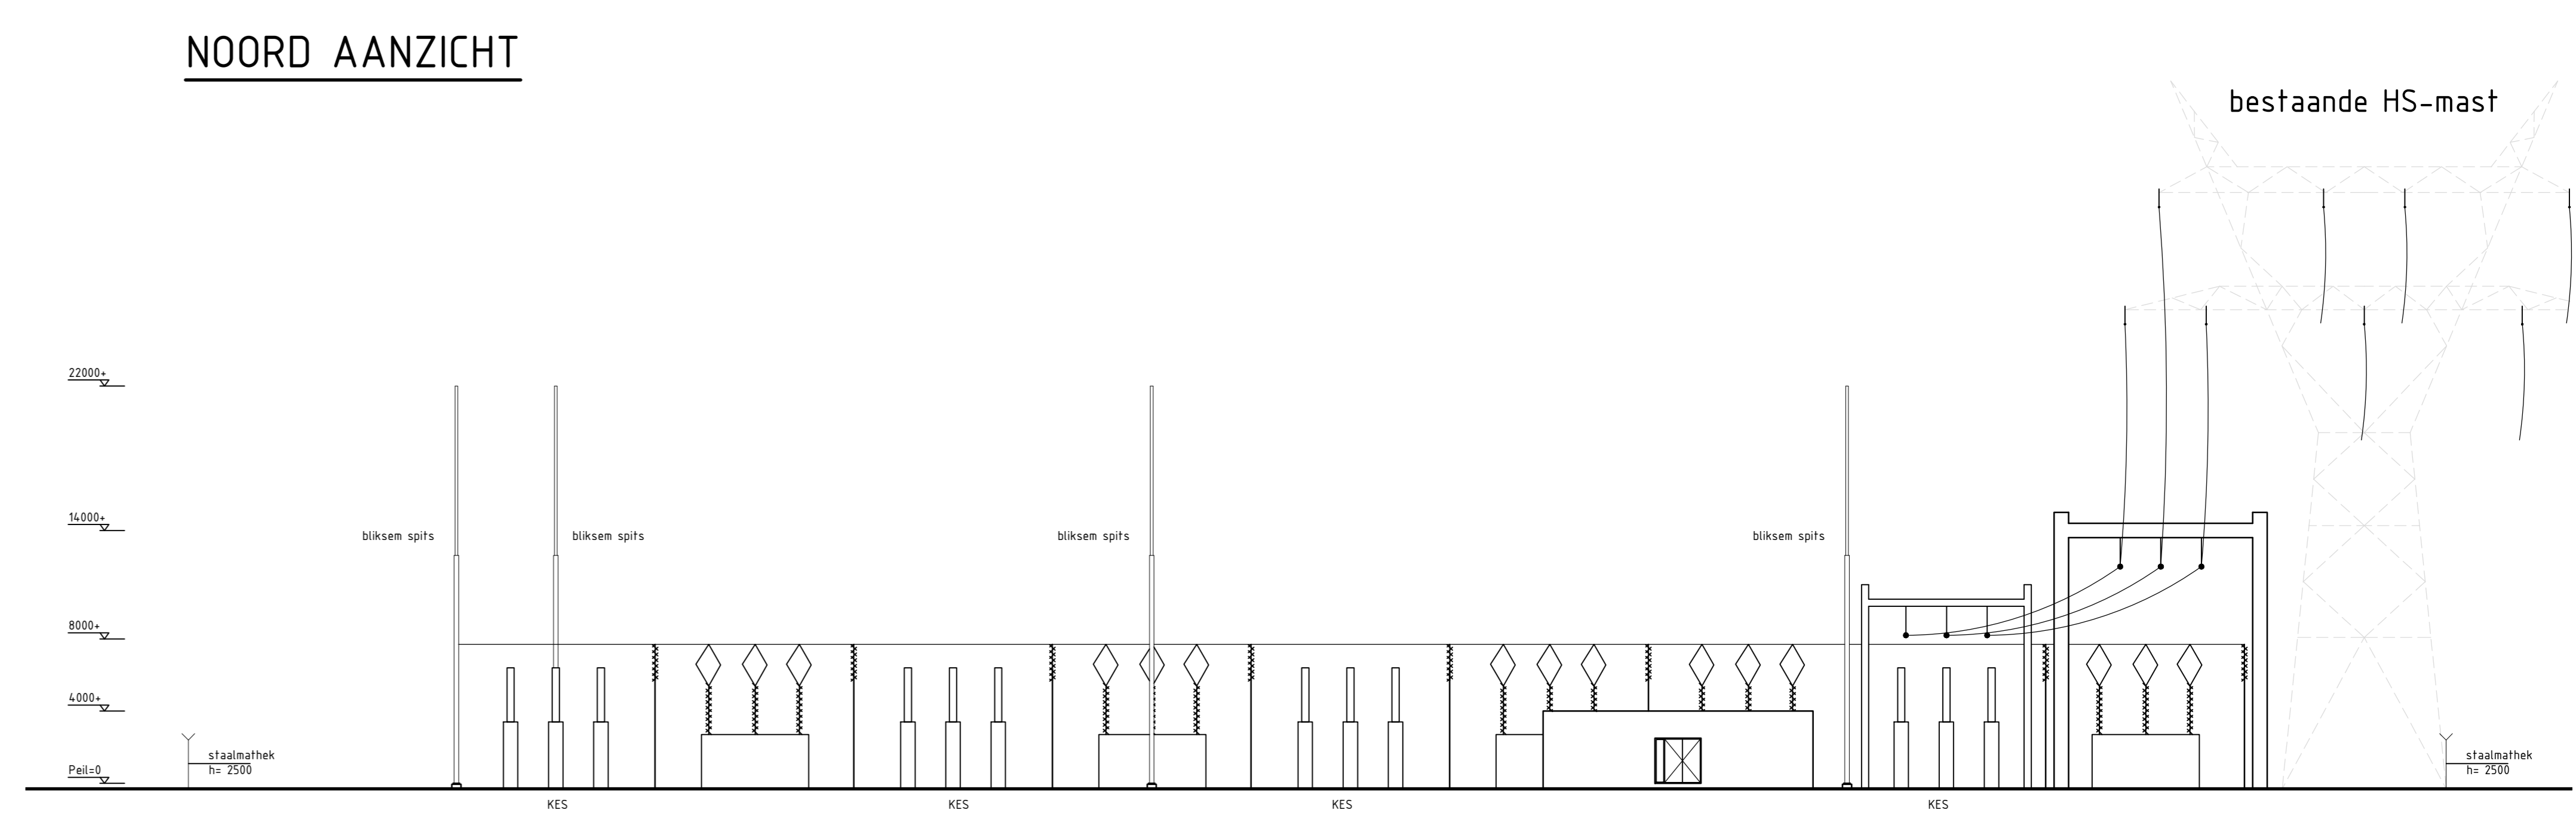 NOORD AANZICHT
bestaande HS-mast
22000+
14000+
bliksem spits
bliksem spits
bliksem spits
bliksem spits
8000+
4000+
staalmathek
h= 2500
staalmathek
h= 2500
Peil=0
KES
KES
KES
KES